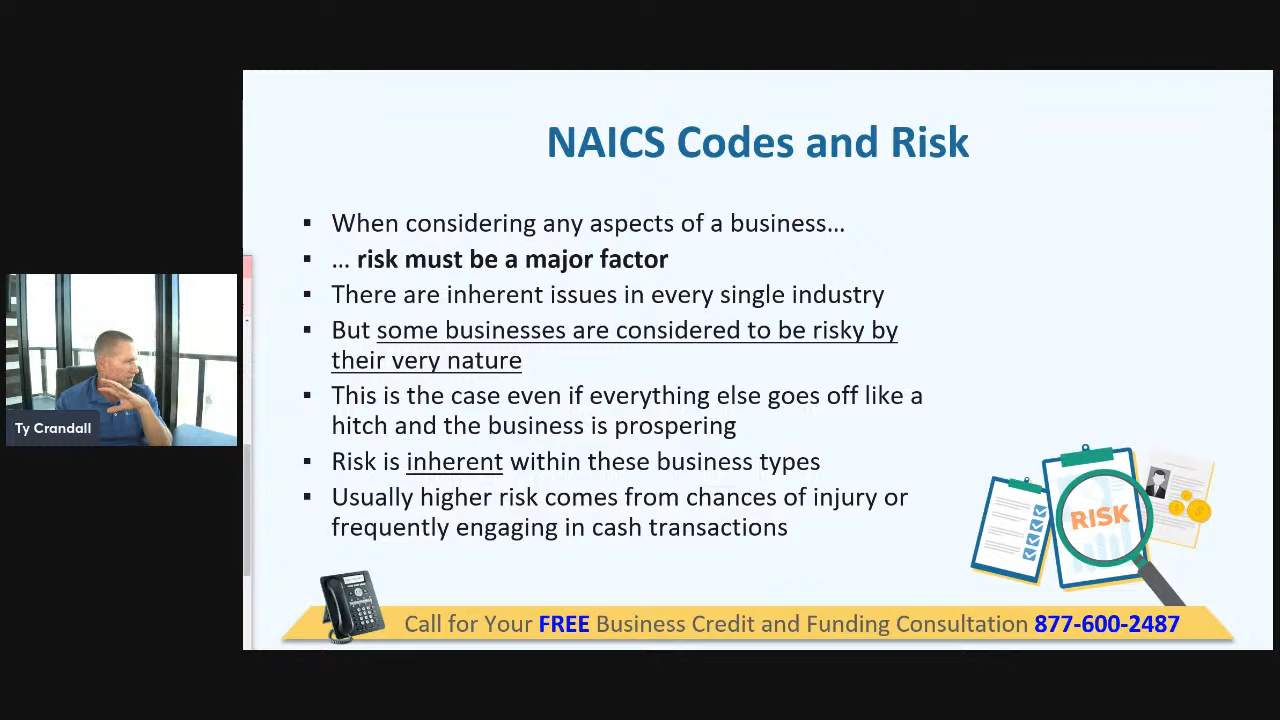 NAICS Codes and Risk
▪ When considering any aspects of a business…
▪ … risk must be a major factor
▪ There are inherent issues in every single industry
▪ But some businesses are considered to be risky by
their very nature
▪ This is the case even if everything else goes off like a
hitch and the business is prospering
▪ Risk is inherent within these business types
▪ Usually higher risk comes from chances of injury or
frequently engaging in cash transactions
RISK
Ty Crandall
Call for Your FREE Business Credit and Funding Consultation 877-600-2487